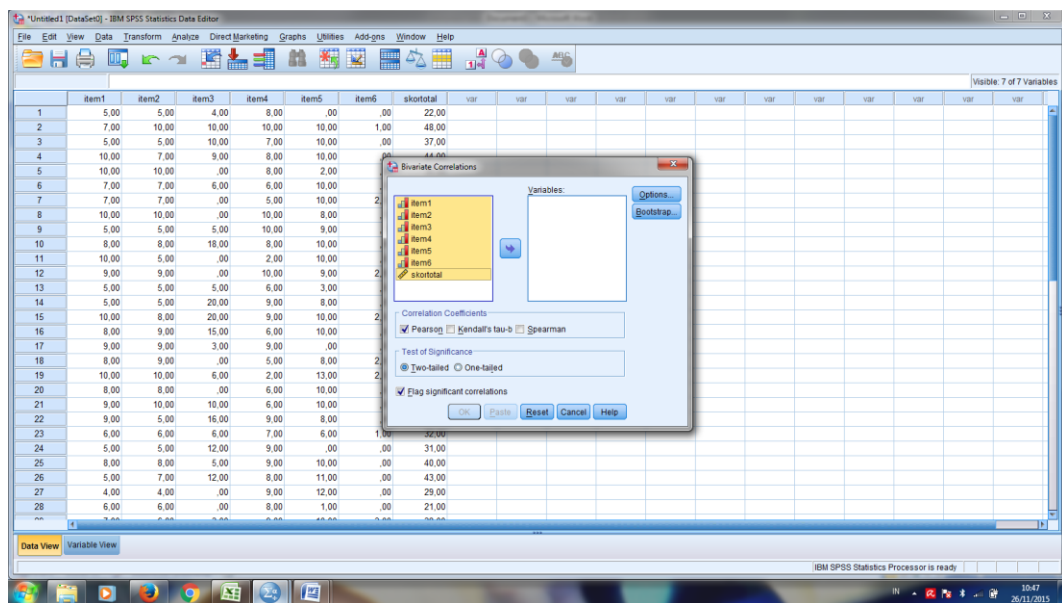 *Untitled1 [DataSet0] - IBM SPSS Statistics Data Editor
File Edit View Data Transform Analyze Direct Marketing Graphs Utilities Add-ons Window Help
Visible: 7 of 7 Variables
item1 item2 item3 item4 item5 item6 skortotal var var var var var var var var var var var
1 5,00 5,00 4,00 8,00 ,00 ,00 22,00
2 7,00 10,00 10,00 10,00 10,00 1,00 48,00
3 5,00 5,00 10,00 7,00 10,00 ,00 37,00
4 10,00 7,00 9,00 8,00 10,00
5 10,00 10,00 ,00 8,00 2,00
6 7,00 7,00 6,00 6,00 10,00
7 7,00 7,00 ,00 5,00 10,00
8 10,00 10,00 ,00 10,00 8,00
9 5,00 5,00 5,00 10,00 9,00
10 8,00 8,00 18,00 8,00 10,00
11 10,00 5,00 ,00 2,00 10,00
12 9,00 9,00 ,00 10,00 9,00
13 5,00 5,00 5,00 6,00 3,00
14 5,00 5,00 20,00 9,00 8,00
15 10,00 8,00 20,00 9,00 10,00
16 8,00 9,00 15,00 6,00 10,00
17 9,00 9,00 3,00 9,00 ,00
18 8,00 9,00 ,00 5,00 8,00
19 10,00 10,00 6,00 2,00 13,00
20 8,00 8,00 ,00 6,00 10,00
21 9,00 10,00 10,00 6,00 10,00
22 9,00 5,00 16,00 9,00 8,00
23 6,00 6,00 6,00 7,00 6,00 1,00 32,00
24 5,00 5,00 12,00 9,00 ,00 ,00 31,00
25 8,00 8,00 5,00 9,00 10,00 ,00 40,00
26 5,00 7,00 12,00 8,00 11,00 ,00 43,00
27 4,00 4,00 ,00 9,00 12,00 ,00 29,00
28 6,00 6,00 ,00 8,00 1,00 ,00 21,00
Bivariate Correlations
Variables:
item1
item2
item3
item4
item5
item6
skortotal
Options...
Bootstrap...
Correlation Coefficients
Pearson Kendall's tau-b Spearman
Test of Significance
Two-tailed One-tailed
Flag significant correlations
OK Paste Reset Cancel Help
Data View Variable View
IBM SPSS Statistics Processor is ready
IN 10:47
26/11/2015